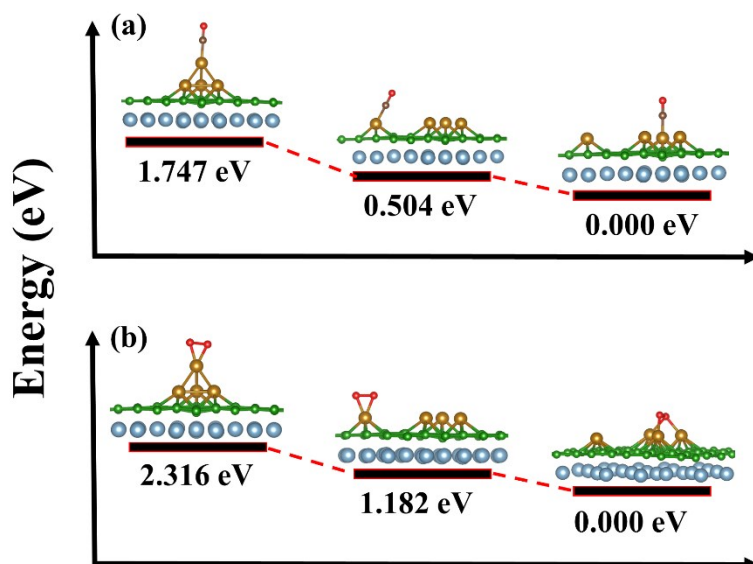 Energy (eV)
(a)
1.747 eV
0.504 eV
0.000 eV
(b)
2.316 eV
1.182 eV
0.000 eV